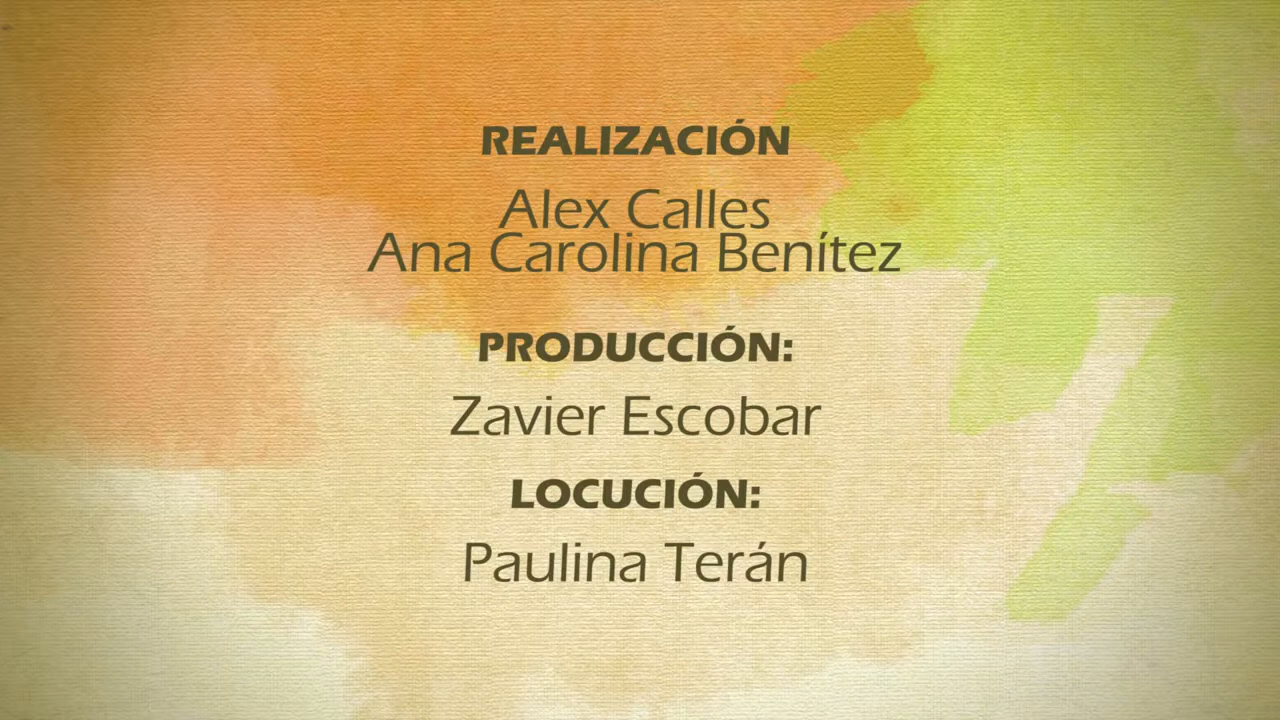 REALIZACIÓN
Alex Calles
Ana Carolina Benítez
PRODUCCIÓN:
Zavier Escobar
LOCUCIÓN:
Paulina Terán